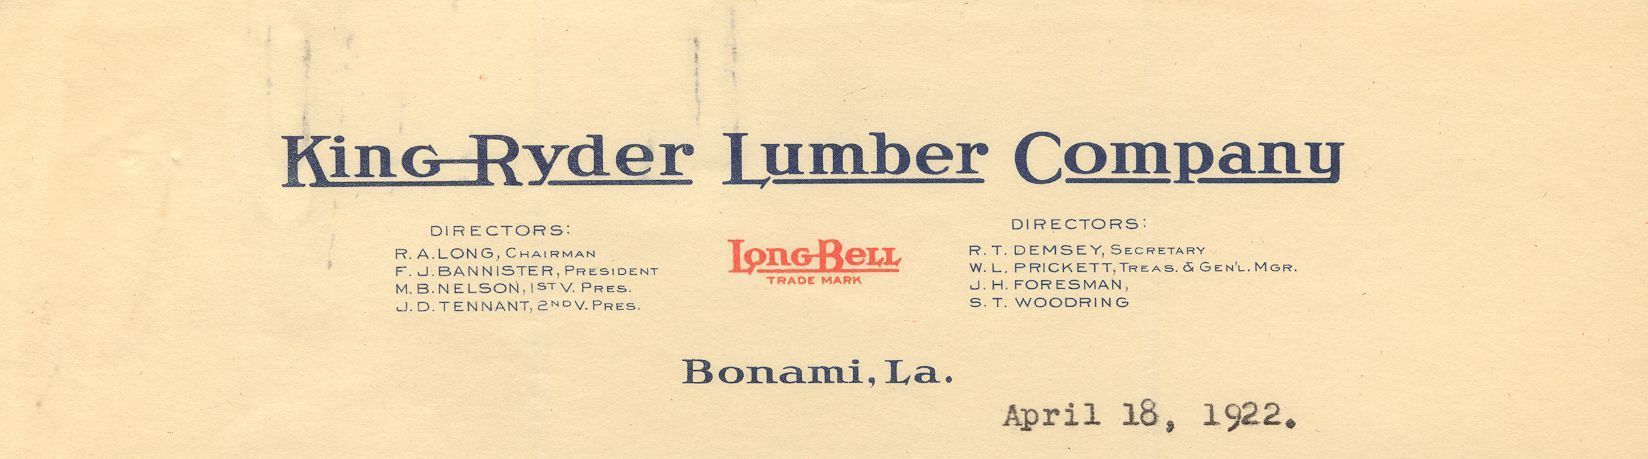 King-Ryder Lumber Company
DIRECTORS:
R. A. LONG, CHAIRMAN
F. J. BANNISTER, PRESIDENT
M. B. NELSON, 1ST V. PRES.
J. D. TENNANT, 2ND V. PRES.
LONG-BELL
TRADE MARK
DIRECTORS:
R. T. DEMSEY, SECRETARY
W. L. PRICKETT, TREAS. & GEN'L. MGR.
J. H. FORESMAN,
S. T. WOODRING
Bonami, La.
April 18, 1922.